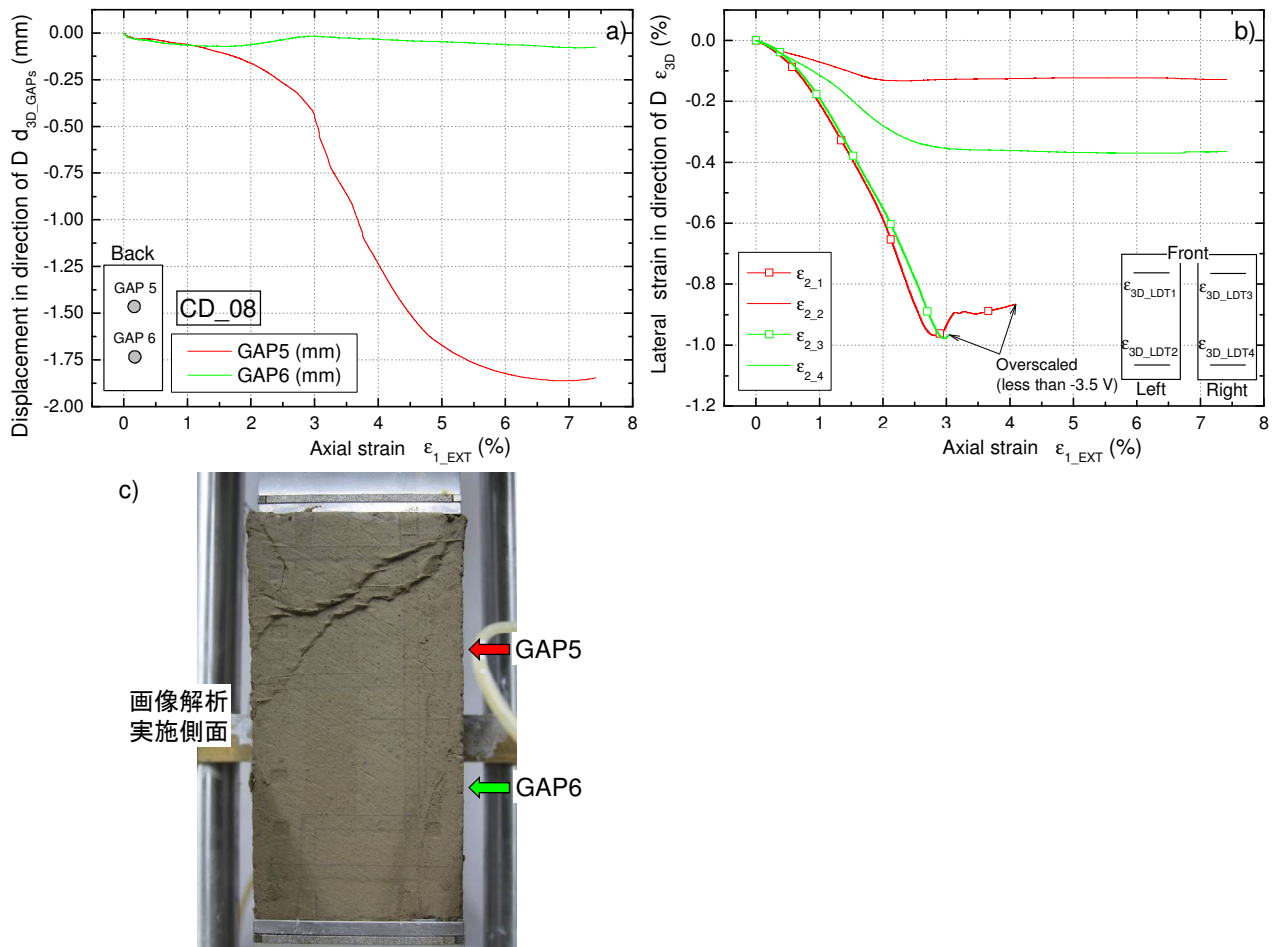 a)
Displacement in direction of D d3D_GAPs (mm)
0.00
-0.25
-0.50
-0.75
-1.00
-1.25
-1.50
-1.75
-2.00
Back
GAP 5
GAP 6
CD_08
GAP5 (mm)
GAP6 (mm)
0 1 2 3 4 5 6 7 8
Axial strain ε1_EXT (%)
b)
Lateral strain in direction of D ε3D (%)
0.0
-0.2
-0.4
-0.6
-0.8
-1.0
-1.2
ε2_1
ε2_2
ε2_3
ε2_4
Overscaled
(less than -3.5 V)
Front
ε3D_LDT1
ε3D_LDT3
ε3D_LDT2
ε3D_LDT4
Left
Right
0 1 2 3 4 5 6 7 8
Axial strain ε1_EXT (%)
c)
GAP5
画像解析
実施側面
GAP6